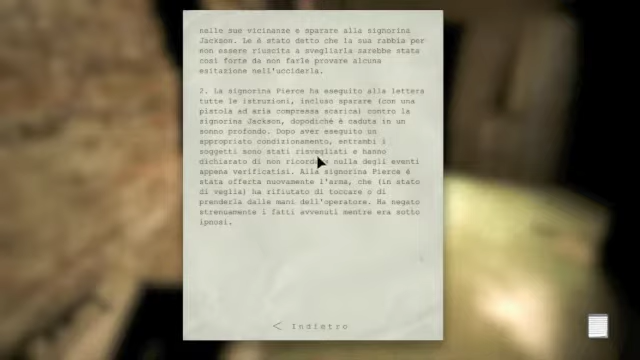 nelle sue vicinanze e sparare alla signorina
Jackson. Le è stato detto che la sua rabbia per
non essere riuscita a svegliarla sarebbe stata
così forte da non farle provare alcuna
esitazione nell'ucciderla.
2. La signorina Pierce ha eseguito alla lettera
tutte le istruzioni, incluso sparare (con una
pistola ad aria compressa scarica) contro la
signorina Jackson, dopodiché è caduta in un
sonno profondo. Dopo aver eseguito un
appropriato condizionamento, entrambi i
soggetti sono stati risvegliati e hanno
dichiarato di non ricordare nulla degli eventi
appena verificatisi. Alla signorina Pierce è
stata offerta nuovamente l'arma, che (in stato
di veglia) ha rifiutato di toccare o di
prenderla dalle mani dell'operatore. Ha negato
strenuamente i fatti avvenuti mentre era sotto
ipnosi.
< Indietro